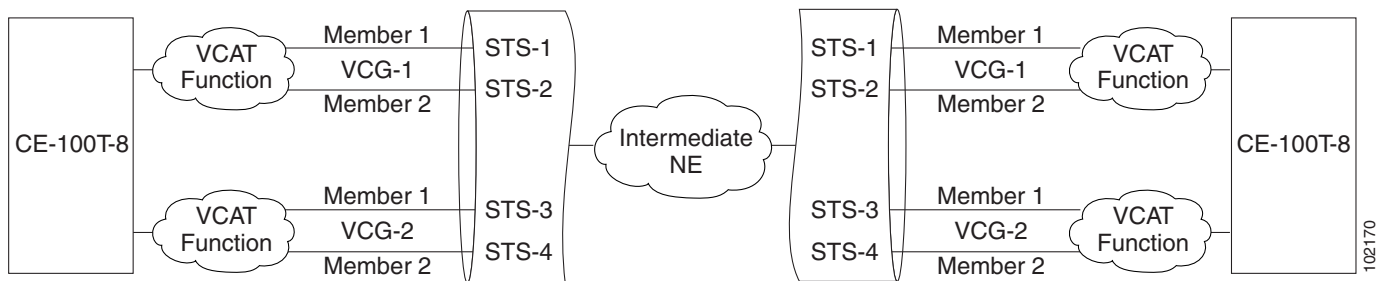 CE-100T-8
VCAT
Function
Member 1
VCG-1
Member 2
STS-1
STS-2
VCAT
Function
Member 1
VCG-2
Member 2
STS-3
STS-4
Intermediate
NE
STS-1
STS-2
Member 1
VCG-1
Member 2
VCAT
Function
STS-3
STS-4
Member 1
VCG-2
Member 2
VCAT
Function
CE-100T-8
102170